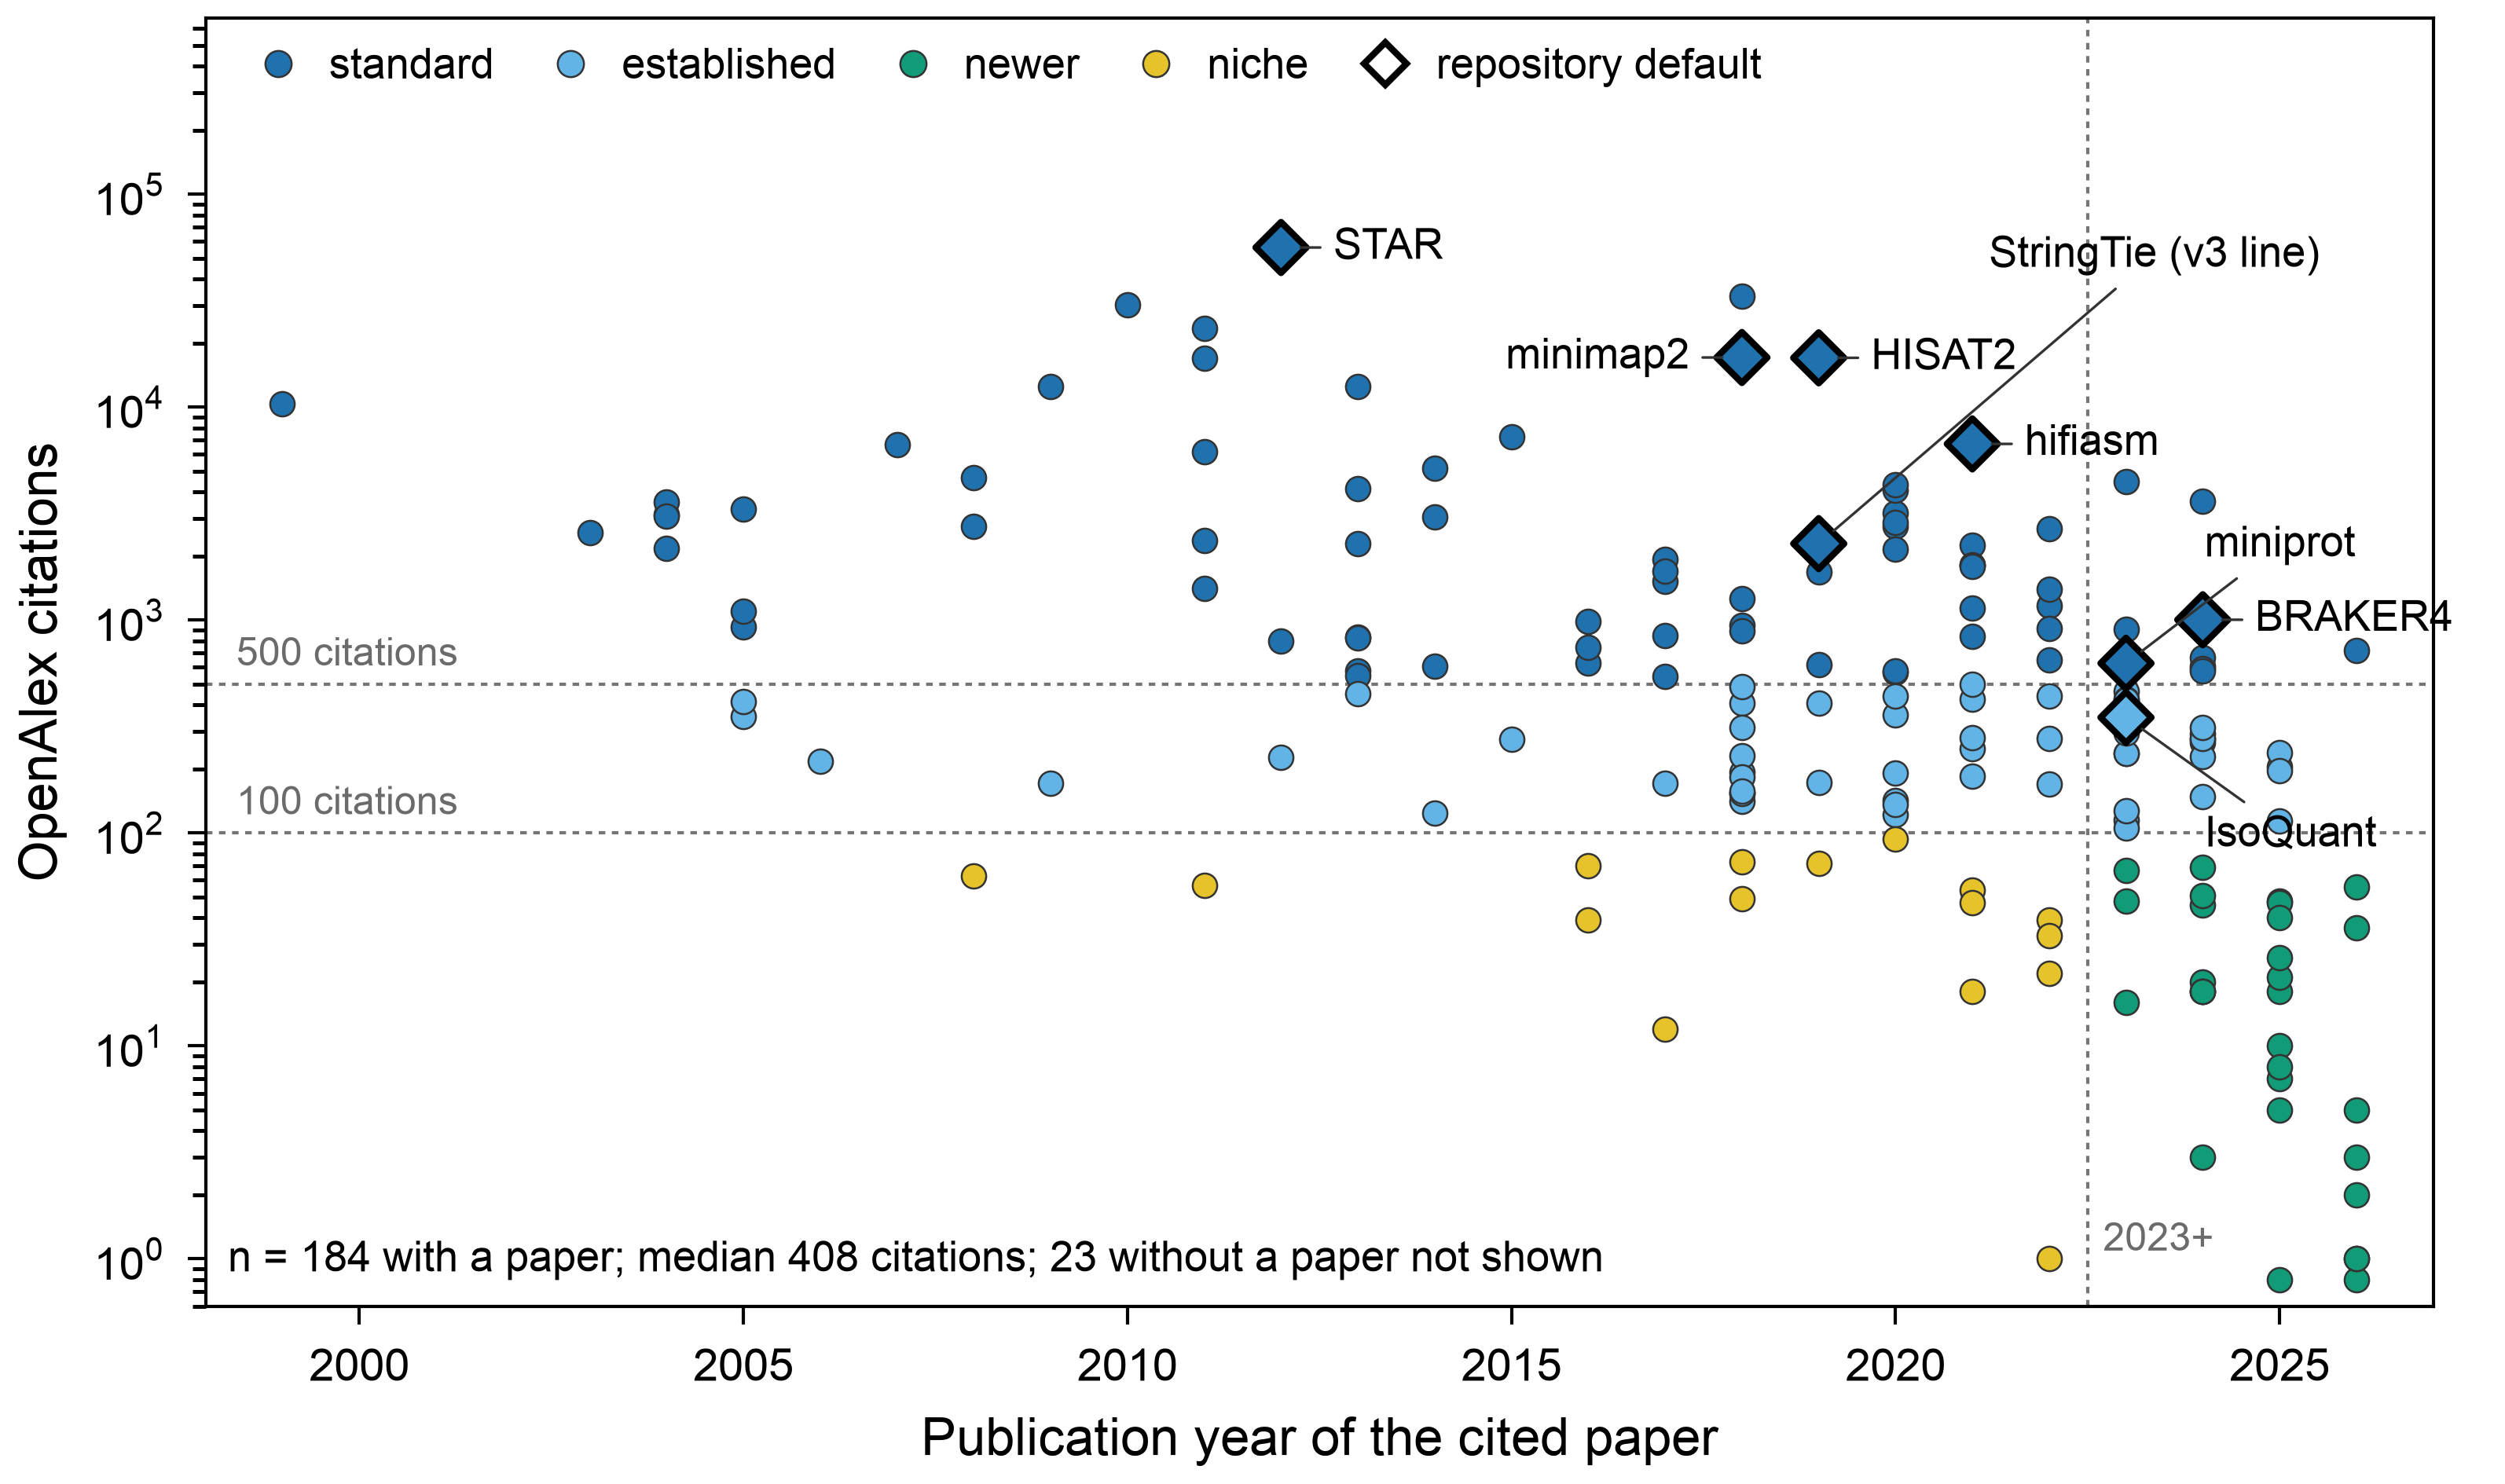 standard
established
newer
niche
repository default
OpenAlex citations
10^5
10^4
10^3
10^2
10^1
10^0
STAR
StringTie (v3 line)
minimap2
HISAT2
hifiasm
miniprot
BRAKER4
500 citations
100 citations
IsoQuant
2023+
n = 184 with a paper; median 408 citations; 23 without a paper not shown
2000
2005
2010
2015
2020
2025
Publication year of the cited paper